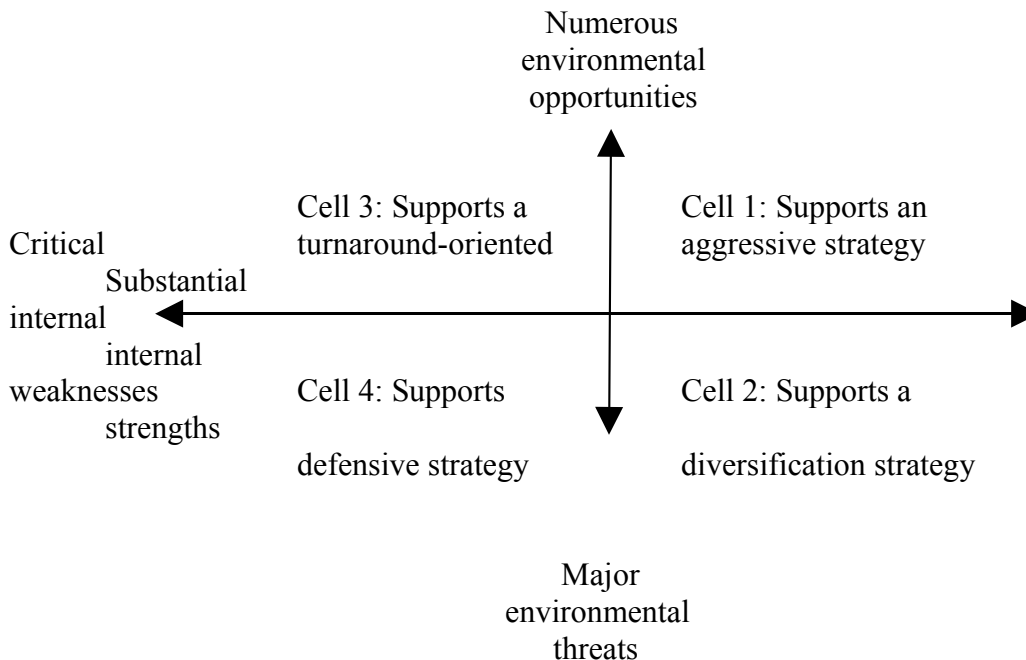 Numerous
environmental
opportunities
Cell 3: Supports a
turnaround-oriented
Cell 1: Supports an
aggressive strategy
Critical
Substantial
internal
internal
weaknesses
strengths
Cell 4: Supports
defensive strategy
Cell 2: Supports a
diversification strategy
Major
environmental
threats